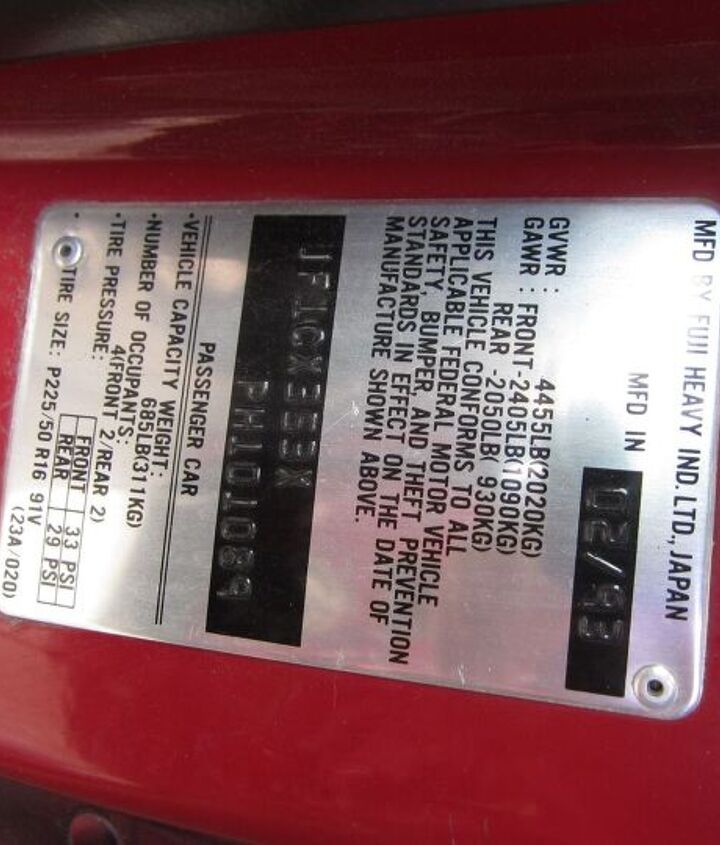 MFD BY FUJI HEAVY IND. LTD., JAPAN
MFD IN 02/93
GVWR : 4455LB(2020KG)
GAWR : FRONT-2405LB(1090KG)
REAR -2050LB( 930KG)
THIS VEHICLE CONFORMS TO ALL
APPLICABLE FEDERAL MOTOR VEHICLE
SAFETY, BUMPER, AND THEFT PREVENTION
STANDARDS IN EFFECT ON THE DATE OF
MANUFACTURE SHOWN ABOVE.
JF1CX353X
PH101089
PASSENGER CAR
•VEHICLE CAPACITY WEIGHT:
685LB(311KG)
•NUMBER OF OCCUPANTS:
4(FRONT 2/REAR 2)
•TIRE PRESSURE:
FRONT 33 PSI
REAR 29 PSI
•TIRE SIZE: P225/50 R16 91V
(23A/020)